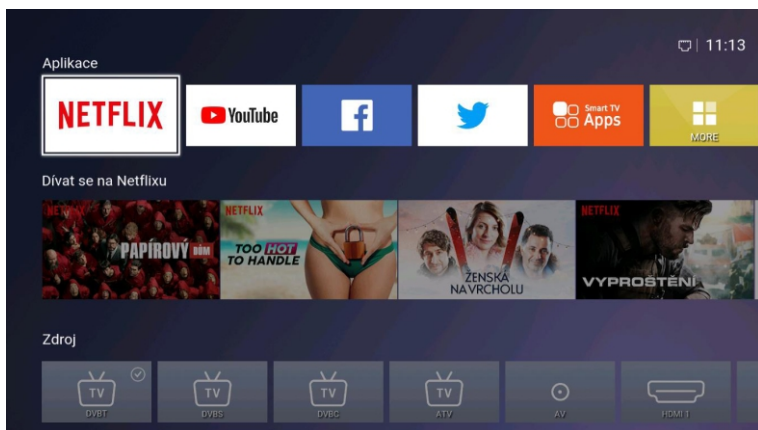 11:13
Aplikace
NETFLIX
YouTube
Smart TV
Apps
MORE
Dívat se na Netflixu
NETFLIX
PAPÍROVÝ DŮM
NETFLIX
TOO HOT
TO HANDLE
ŽENSKÁ
NA VRCHOLU
NETFLIX
VYPROŠTĚNÍ
Zdroj
TV
DVBT
TV
DVBS
TV
DVBC
TV
ATV
AV
HDMI 1